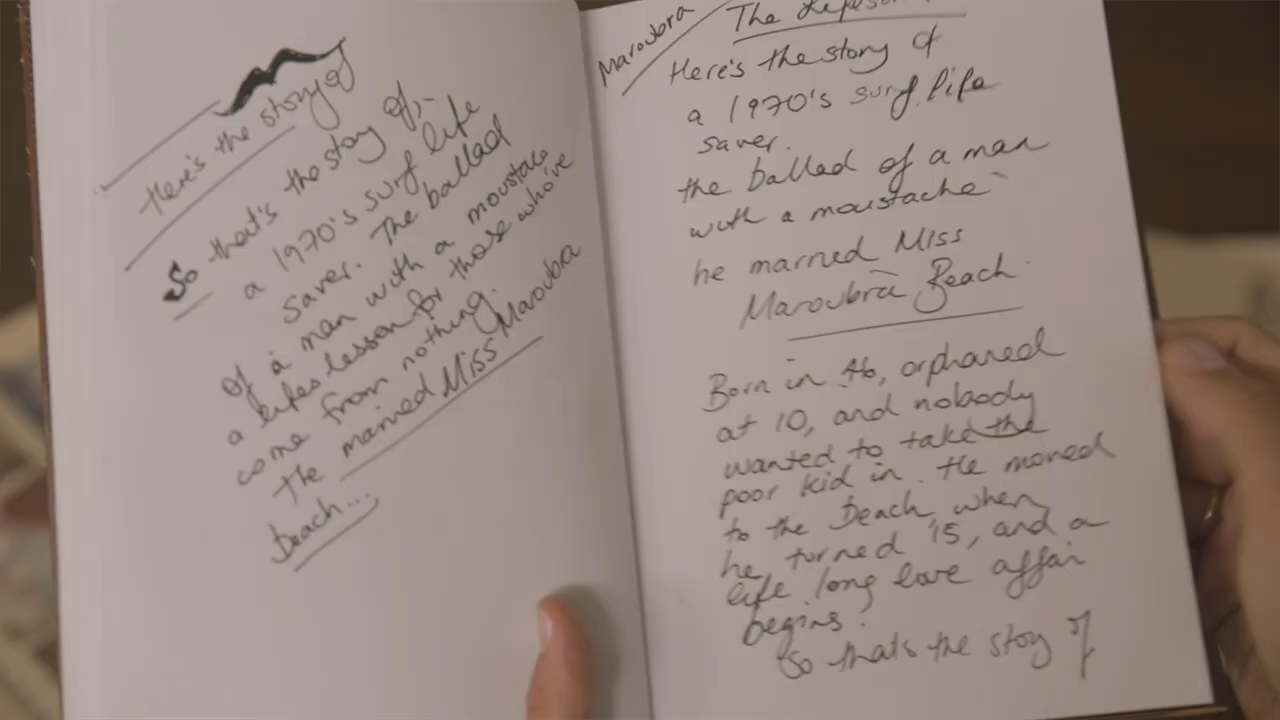 Here's the story of
So that's the story of,-
a 1970's surf life
saver. The ballad
of a man with a moustace
a lifes lesson for those who've
come from nothing.
the married Miss Maroubra
beach...
Maroubra
The
Here's the story of
a 1970's surf life
saver.
the ballad of a man
with a moustache
he married Miss
Maroubra Beach.
Born in 46, orphaned
at 10, and nobody
wanted to take the
poor kid in. He moved
to the beach when
he turned '15, and a
life long love affair
begins.
So thats the stoy of